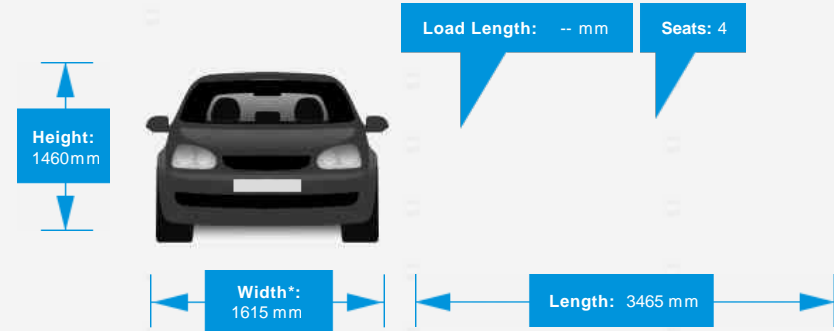 Load Length: -- mm
Seats: 4
Height:
1460mm
Width*:
1615 mm
Length: 3465 mm